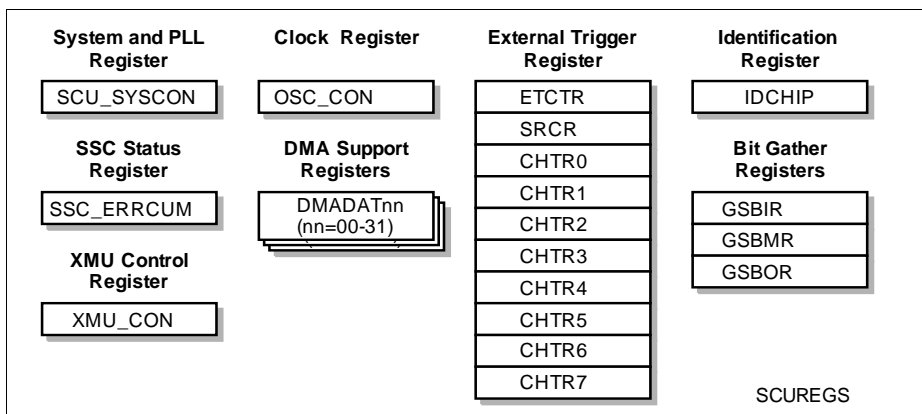 System and PLL
Register
SCU_SYSCON
SSC Status
Register
SSC_ERRCUM
XMU Control
Register
XMU_CON
Clock Register
OSC_CON
DMA Support
Registers
DMADATnn
(nn=00-31)
External Trigger
Register
ETCTR
SRCR
CHTR0
CHTR1
CHTR2
CHTR3
CHTR4
CHTR5
CHTR6
CHTR7
Identification
Register
IDCHIP
Bit Gather
Registers
GSBIR
GSBMR
GSBOR
SCUREGS